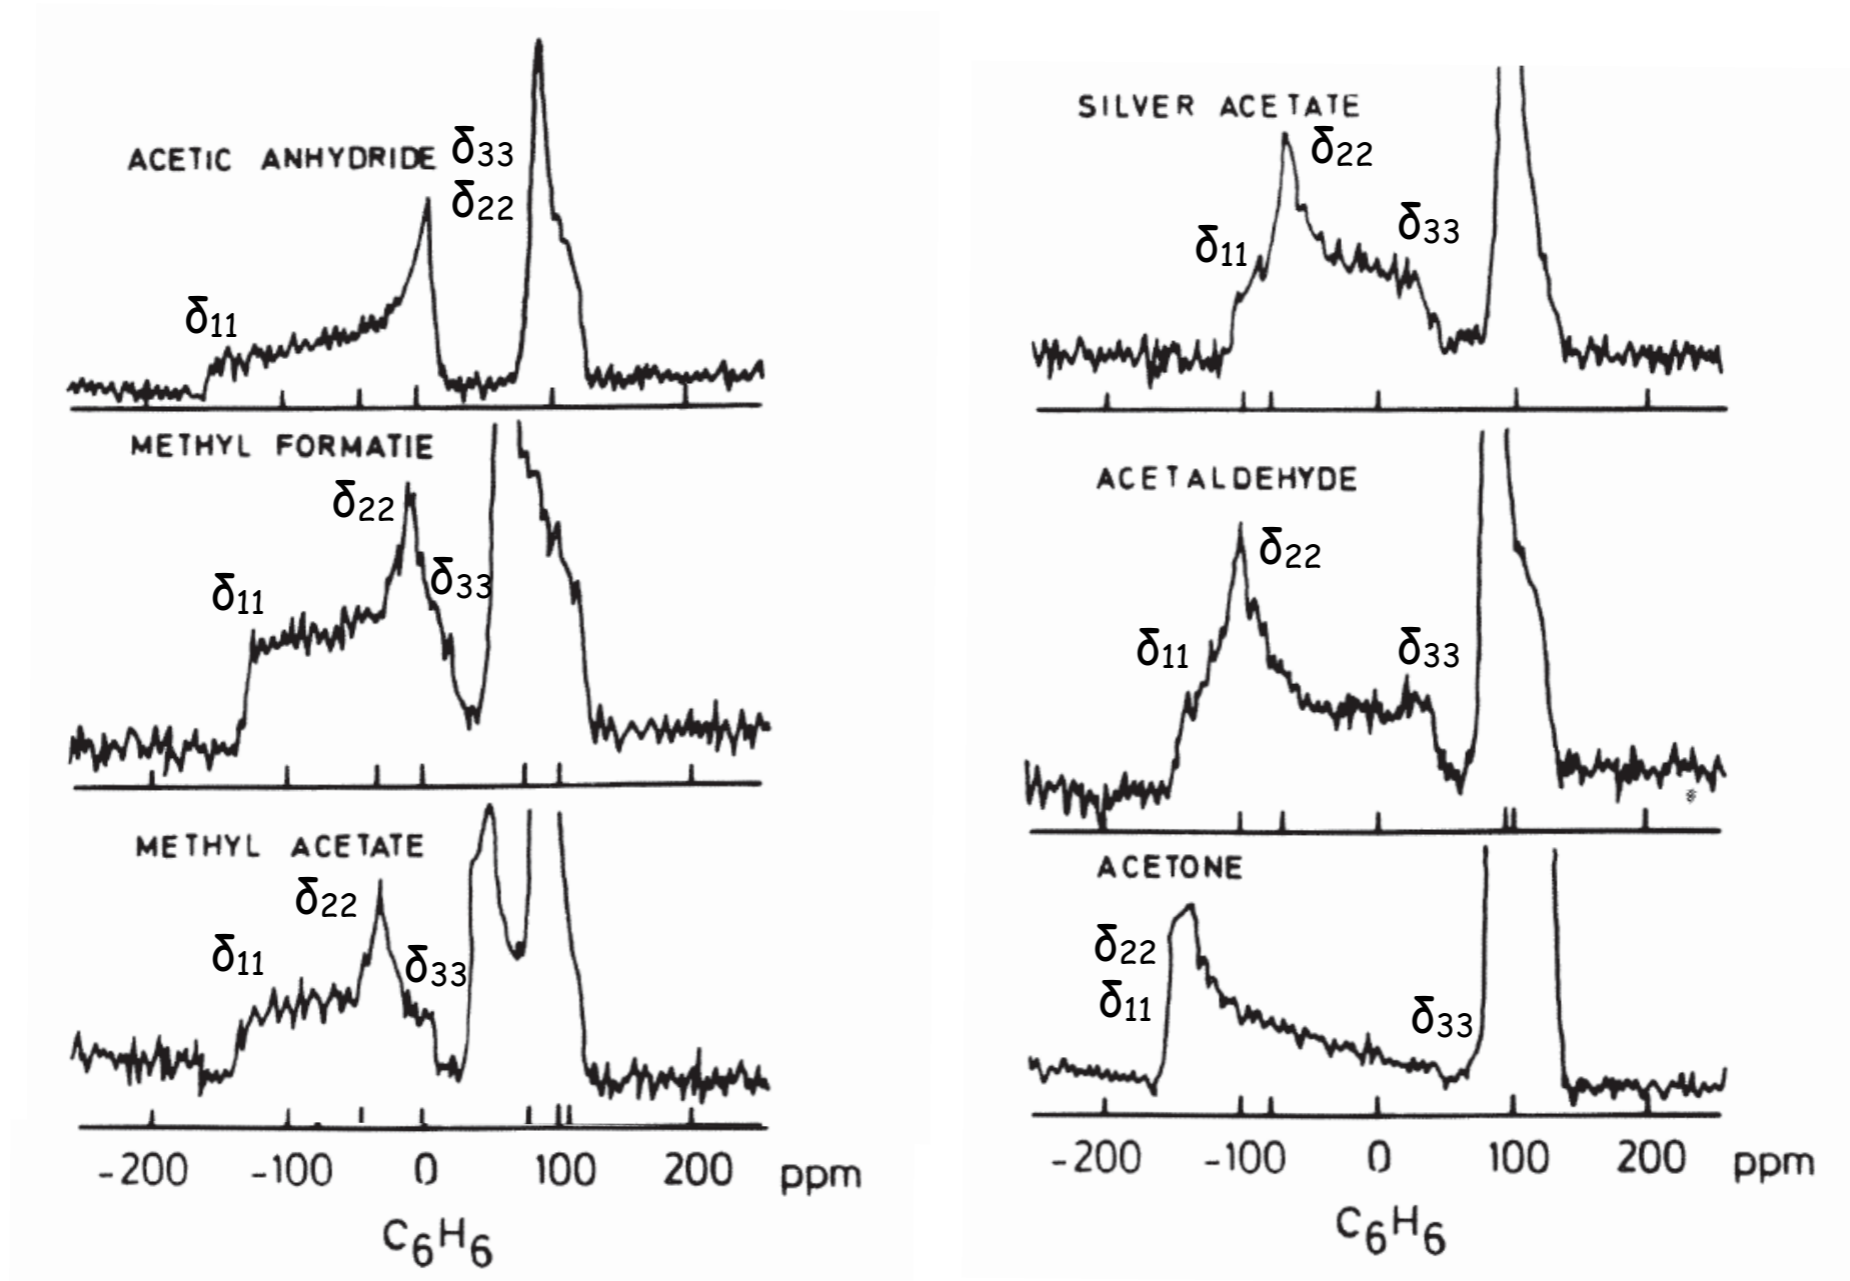 ACETIC ANHYDRIDE
δ33
δ22
δ11
METHYL FORMATIE
δ22
δ33
δ11
METHYL ACETATE
δ22
δ11
δ33
-200 -100 0 100 200 ppm
C6H6
SILVER ACETATE
δ22
δ33
δ11
ACETALDEHYDE
δ22
δ11
δ33
ACETONE
δ22
δ11
δ33
-200 -100 0 100 200 ppm
C6H6